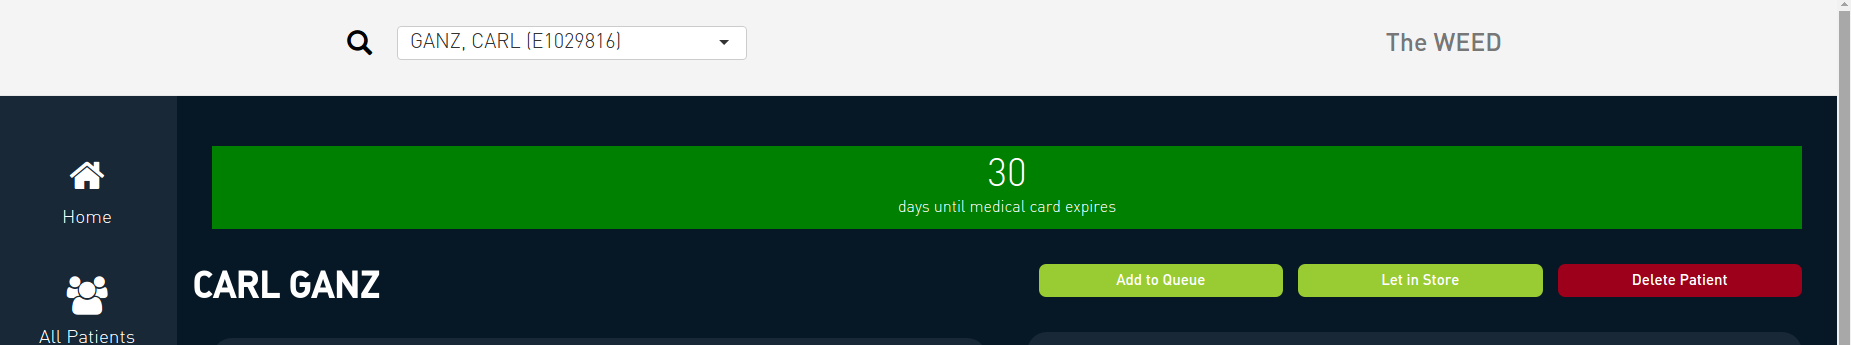 GANZ, CARL (E1029816)
The WEED
Home
All Patients
30
days until medical card expires
CARL GANZ
Add to Queue
Let in Store
Delete Patient